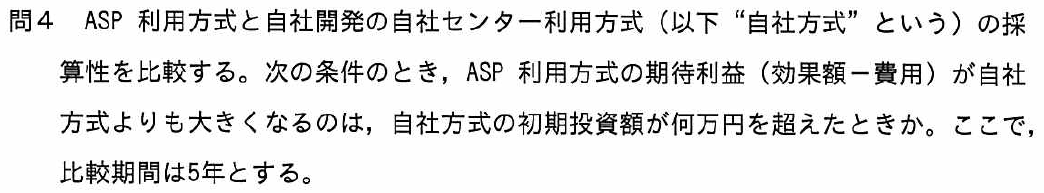 問4 ASP 利用方式と自社開発の自社センター利用方式（以下“自社方式”という）の採
算性を比較する。次の条件のとき，ASP 利用方式の期待利益（効果額－費用）が自社
方式よりも大きくなるのは，自社方式の初期投資額が何万円を超えたときか。ここで，
比較期間は5年とする。